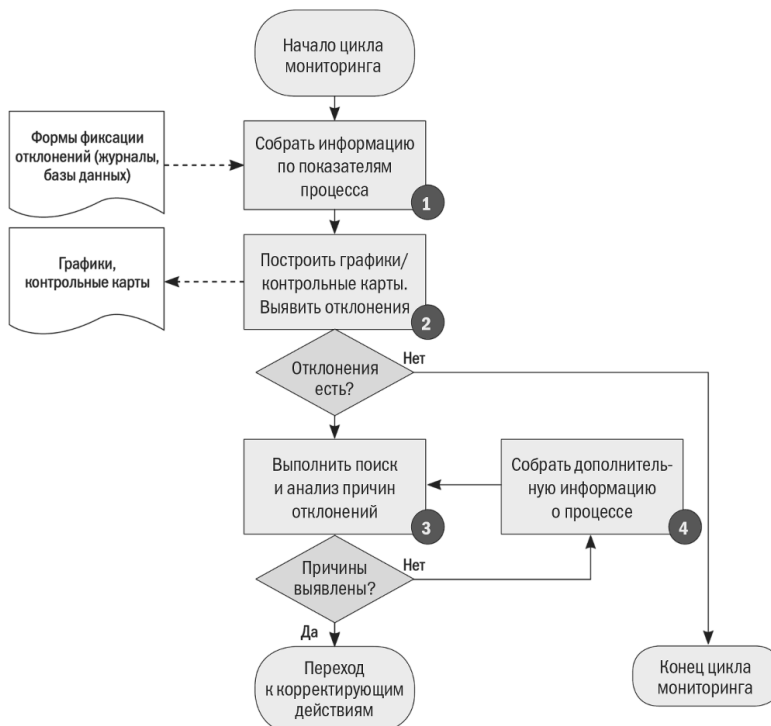 Начало цикла
мониторинга
Формы фиксации
отклонений (журналы,
базы данных)
Собрать информацию
по показателям
процесса
1
Графики,
контрольные карты
Построить графики/
контрольные карты.
Выявить отклонения
2
Отклонения
есть?
Нет
Выполнить поиск
и анализ причин
отклонений
3
Собрать дополнитель-
ную информацию
о процессе
4
Причины
выявлены?
Нет
Да
Переход
к корректирующим
действиям
Конец цикла
мониторинга